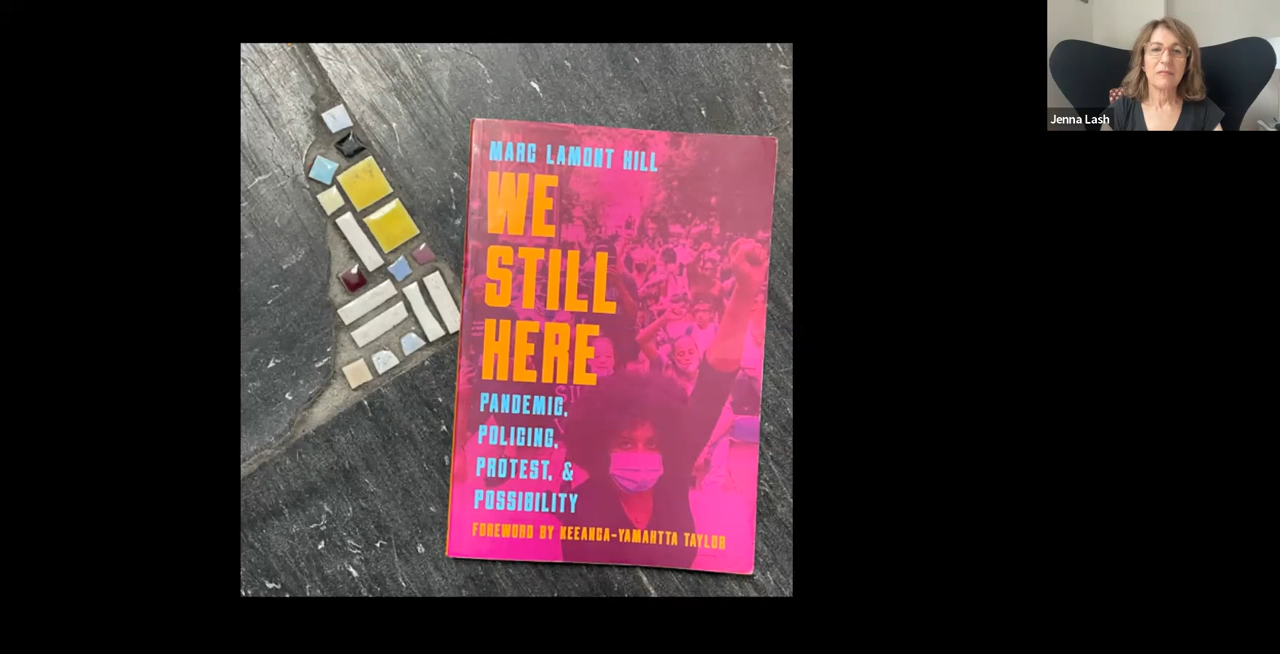 MARC LAMONT HILL
WE
STILL
HERE
PANDEMIC,
POLICING,
PROTEST, &
POSSIBILITY
FOREWORD BY KEEANGA-YAMAHTTA TAYLOR
Jenna Lash